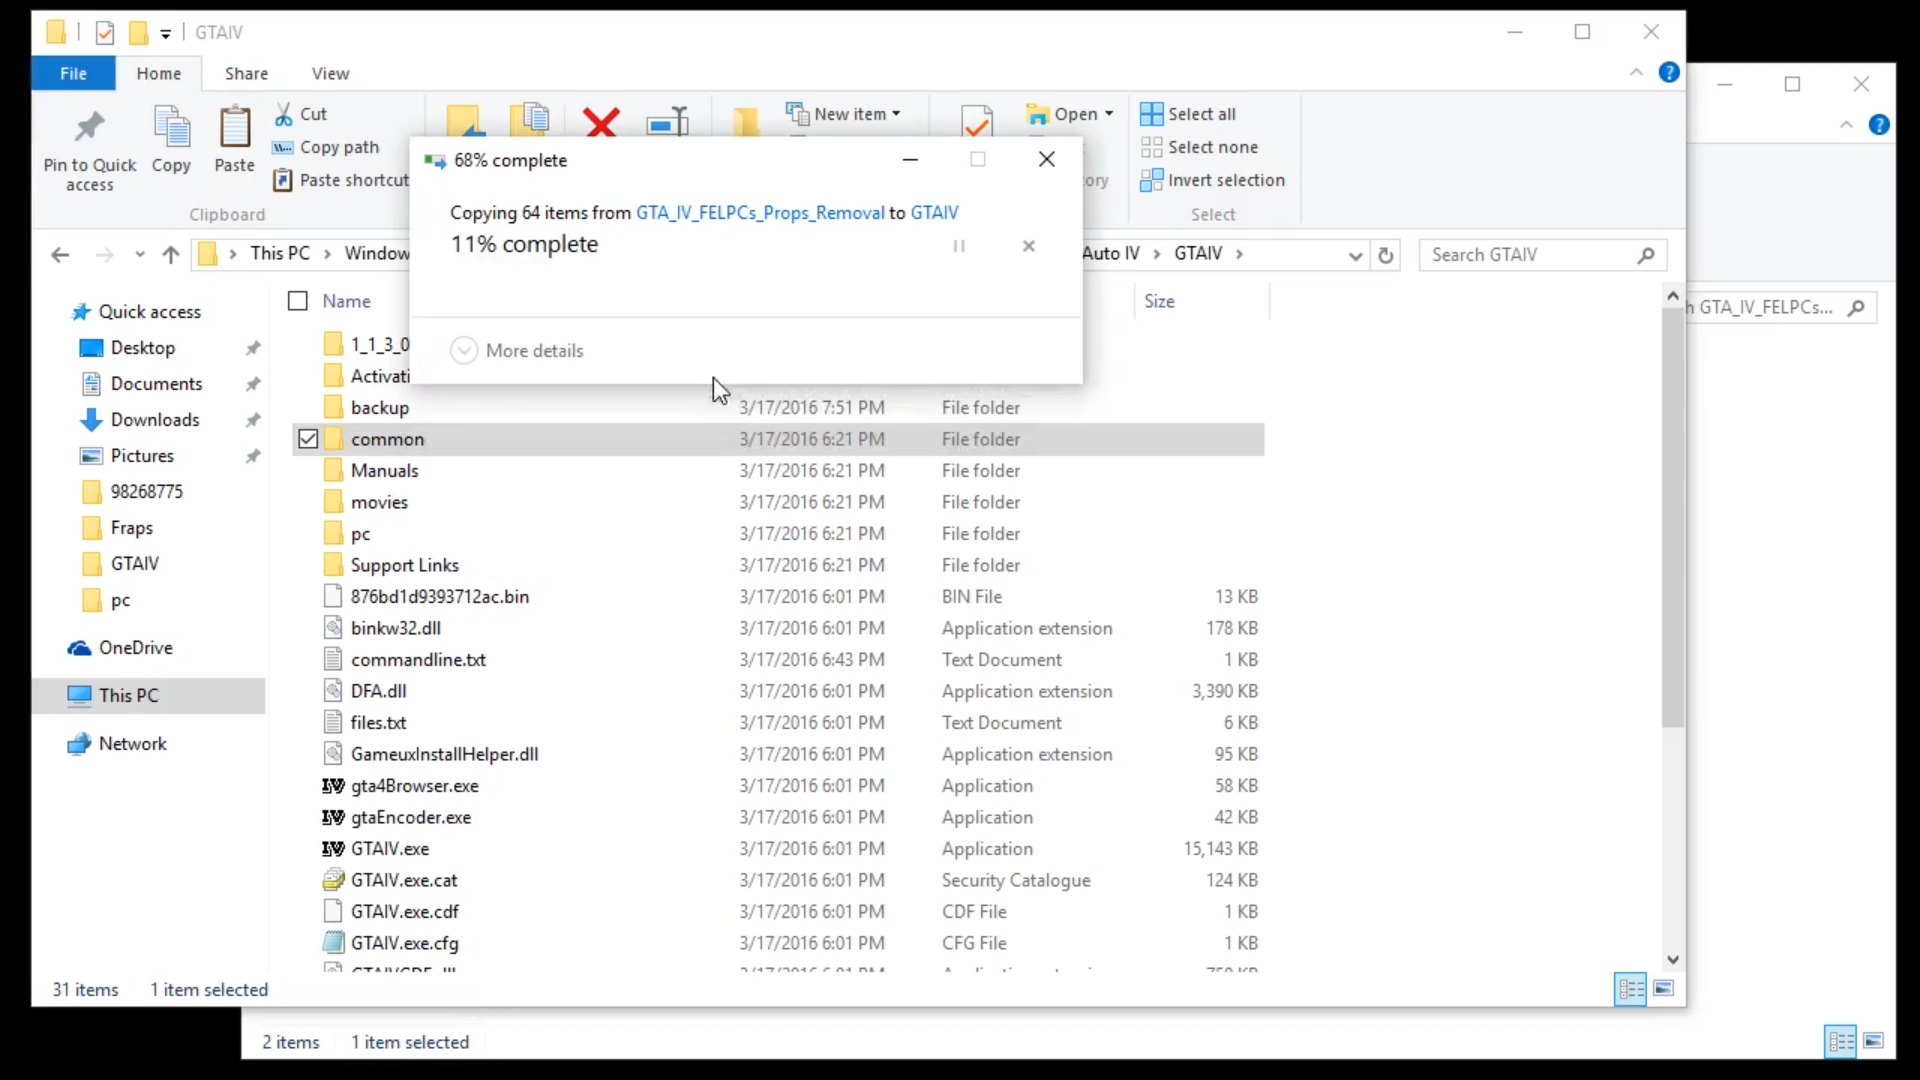 GTAIV
File Home Share View
Pin to Quick access
Copy
Paste
Cut
Copy path
Paste shortcut
Clipboard
New item
Open
ory
Select all
Select none
Invert selection
Select
68% complete
Copying 64 items from GTA_IV_FELPCs_Props_Removal to GTAIV
11% complete
More details
This PC > Window
Auto IV > GTAIV >
Search GTAIV
h GTA_IV_FELPCs...
Quick access
Desktop
Documents
Downloads
Pictures
98268775
Fraps
GTAIV
pc
OneDrive
This PC
Network
Name Size
1_1_3_0
Activati
backup 3/17/2016 7:51 PM File folder
common 3/17/2016 6:21 PM File folder
Manuals 3/17/2016 6:21 PM File folder
movies 3/17/2016 6:21 PM File folder
pc 3/17/2016 6:21 PM File folder
Support Links 3/17/2016 6:21 PM File folder
876bd1d9393712ac.bin 3/17/2016 6:01 PM BIN File 13 KB
binkw32.dll 3/17/2016 6:01 PM Application extension 178 KB
commandline.txt 3/17/2016 6:43 PM Text Document 1 KB
DFA.dll 3/17/2016 6:01 PM Application extension 3,390 KB
files.txt 3/17/2016 6:01 PM Text Document 6 KB
GameuxInstallHelper.dll 3/17/2016 6:01 PM Application extension 95 KB
gta4Browser.exe 3/17/2016 6:01 PM Application 58 KB
gtaEncoder.exe 3/17/2016 6:01 PM Application 42 KB
GTAIV.exe 3/17/2016 6:01 PM Application 15,143 KB
GTAIV.exe.cat 3/17/2016 6:01 PM Security Catalogue 124 KB
GTAIV.exe.cdf 3/17/2016 6:01 PM CDF File 1 KB
GTAIV.exe.cfg 3/17/2016 6:01 PM CFG File 1 KB
31 items 1 item selected
2 items 1 item selected